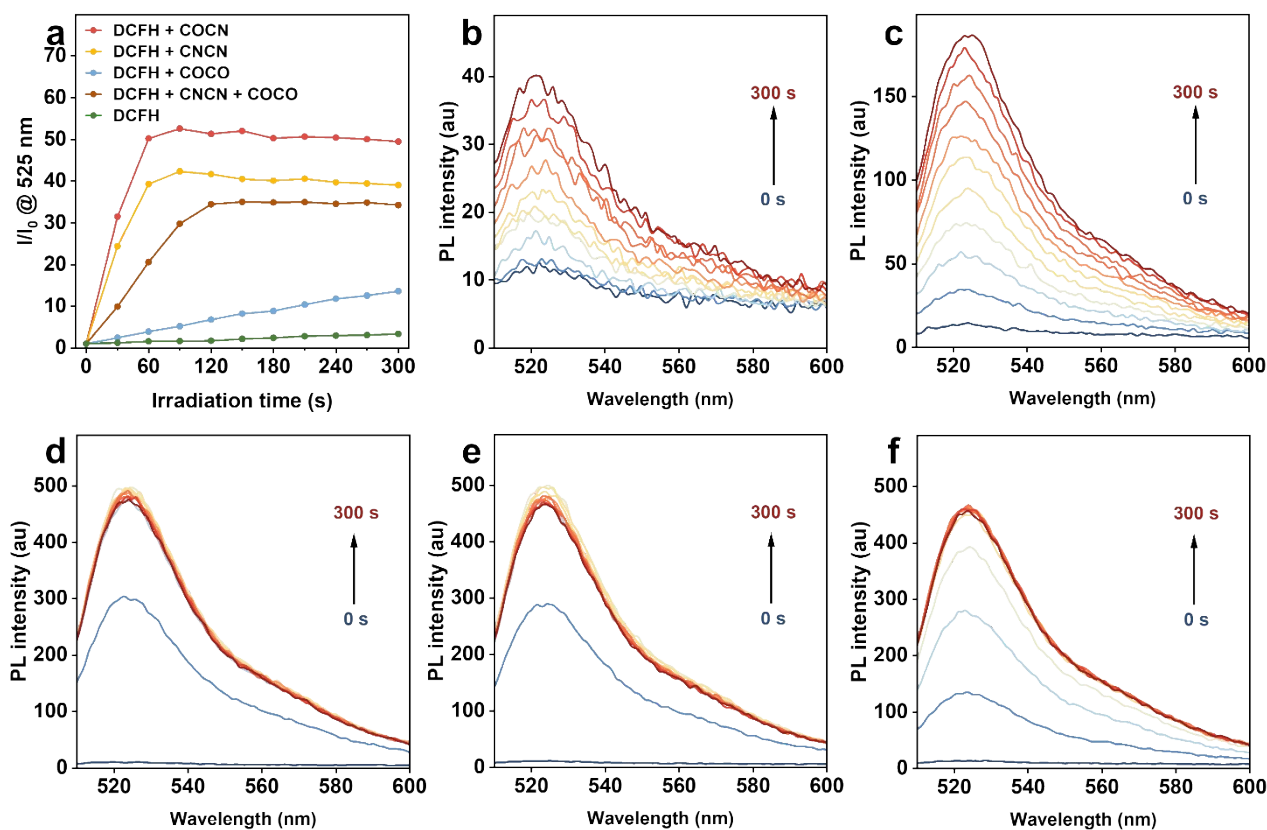 a
DCFH + COCN
DCFH + CNCN
DCFH + COCO
DCFH + CNCN + COCO
DCFH
I/I₀ @ 525 nm
70
60
50
40
30
20
10
0
0 60 120 180 240 300
Irradiation time (s)
b
300 s
0 s
PL intensity (au)
40
30
20
10
0
520 540 560 580 600
Wavelength (nm)
c
300 s
0 s
PL intensity (au)
150
100
50
0
520 540 560 580 600
Wavelength (nm)
d
300 s
0 s
PL intensity (au)
500
400
300
200
100
0
520 540 560 580 600
Wavelength (nm)
e
300 s
0 s
PL intensity (au)
500
400
300
200
100
0
520 540 560 580 600
Wavelength (nm)
f
300 s
0 s
PL intensity (au)
500
400
300
200
100
0
520 540 560 580 600
Wavelength (nm)